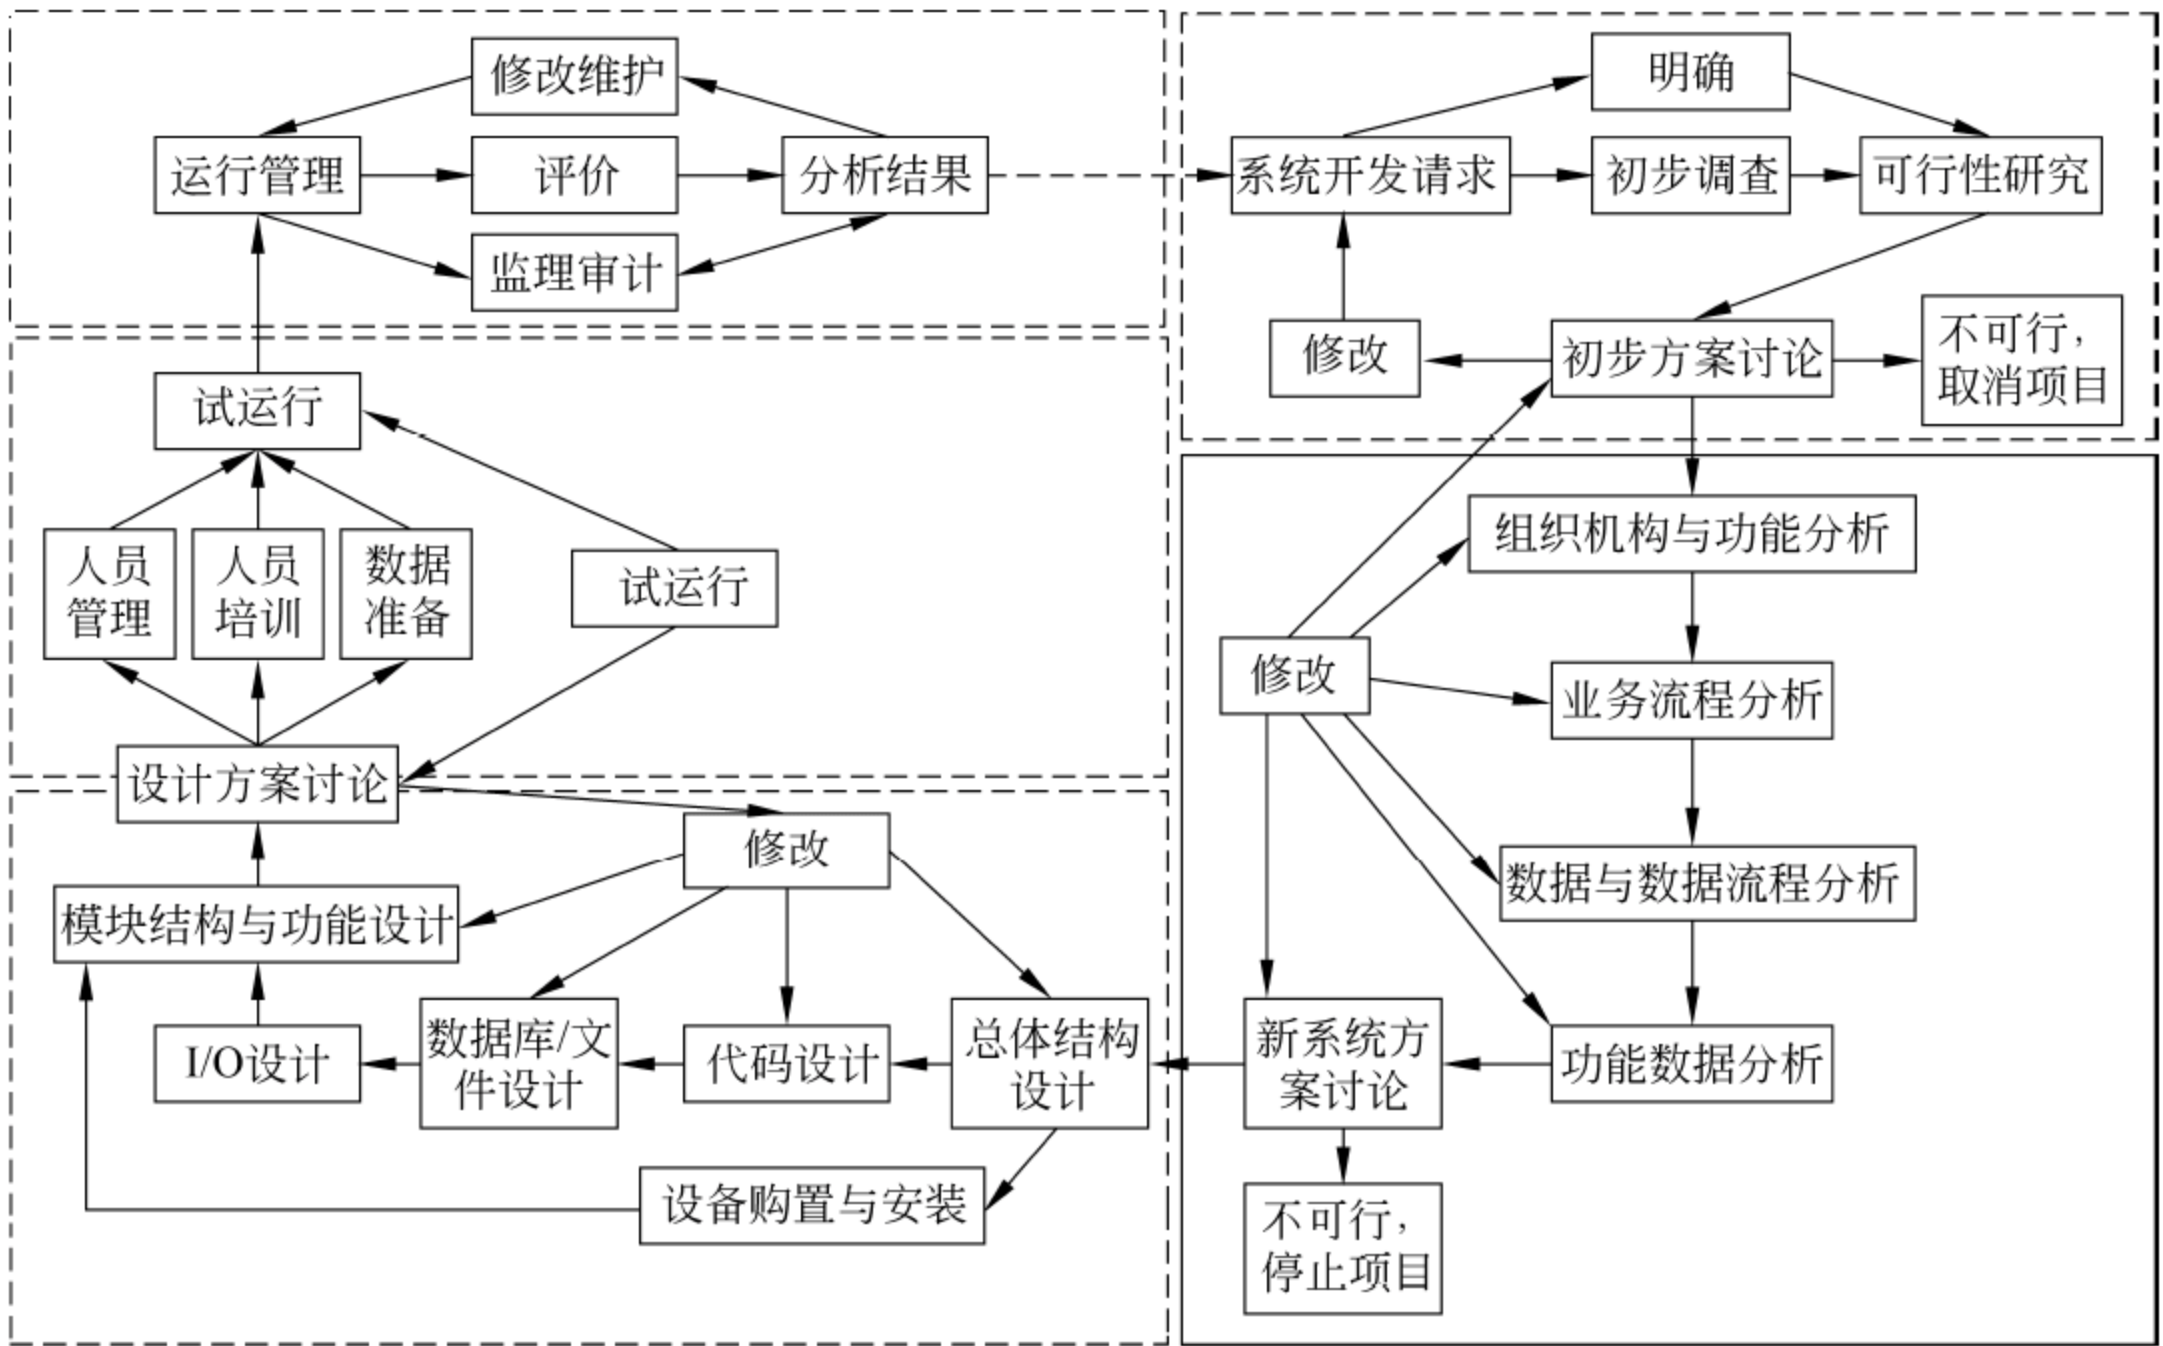 修改维护
运行管理
评价
分析结果
监理审计
明确
系统开发请求
初步调查
可行性研究
修改
初步方案讨论
不可行，
取消项目
试运行
人员
管理
人员
培训
数据
准备
试运行
设计方案讨论
修改
模块结构与功能设计
I/O设计
数据库/文
件设计
代码设计
总体结构
设计
设备购置与安装
组织机构与功能分析
修改
业务流程分析
数据与数据流程分析
新系统方
案讨论
功能数据分析
不可行，
停止项目